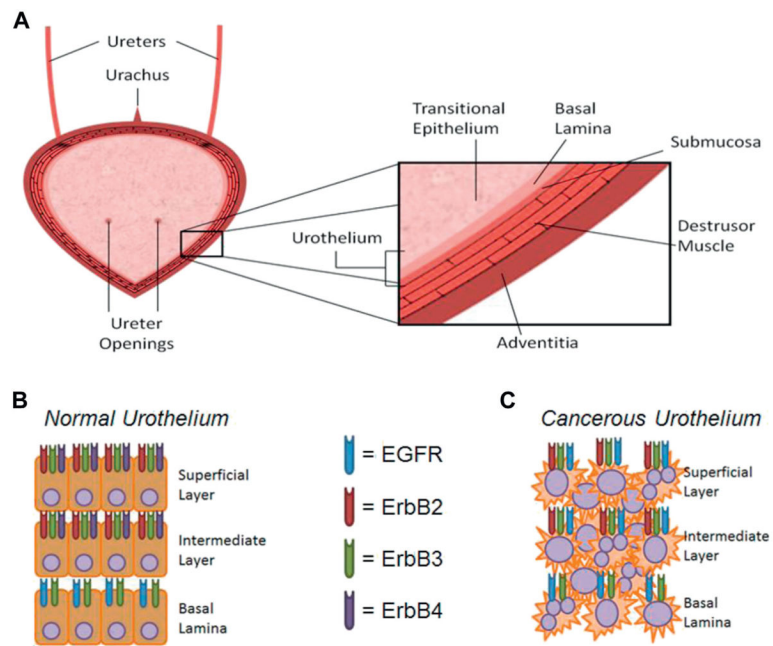 A
Ureters
Urachus
Transitional
Epithelium
Basal
Lamina
Submucosa
Urothelium
Destrusor
Muscle
Ureter
Openings
Adventitia
B
Normal Urothelium
Superficial
Layer
Intermediate
Layer
Basal
Lamina
= EGFR
= ErbB2
= ErbB3
= ErbB4
C
Cancerous Urothelium
Superficial
Layer
Intermediate
Layer
Basal
Lamina